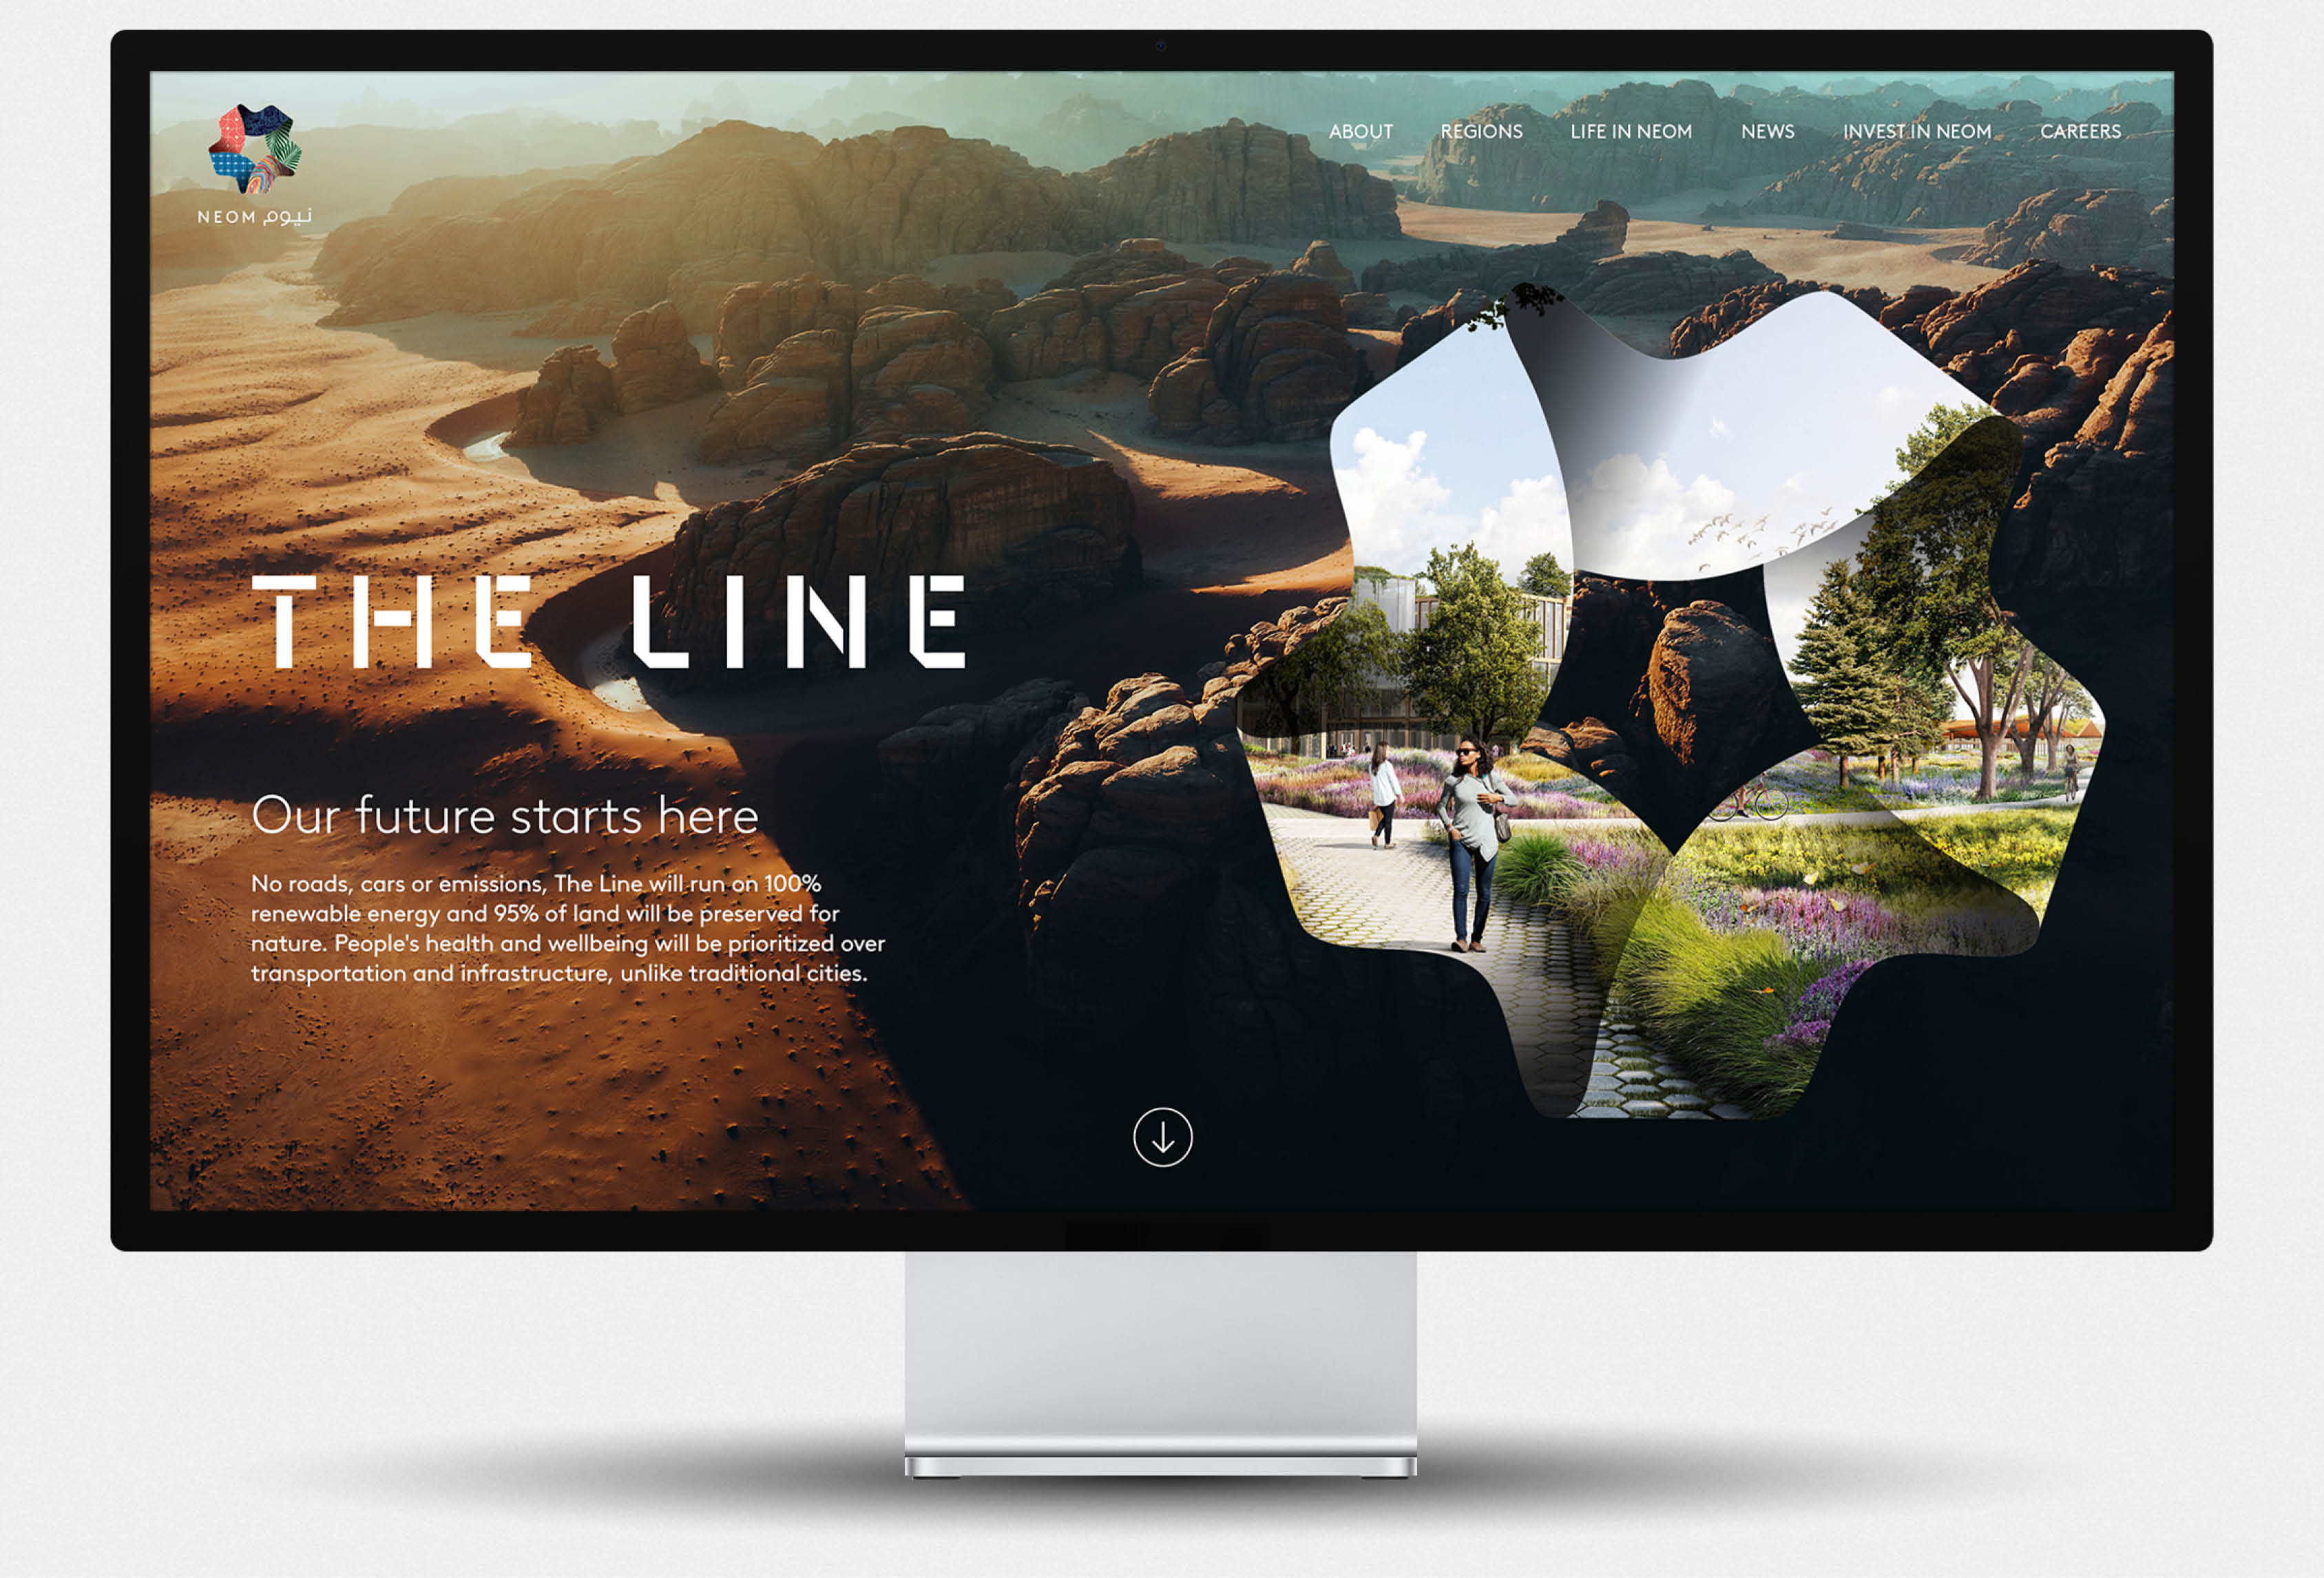 NEOM نيوم
ABOUT REGIONS LIFE IN NEOM NEWS INVEST IN NEOM CAREERS
THE LINE
Our future starts here
No roads, cars or emissions, The Line will run on 100%
renewable energy and 95% of land will be preserved for
nature. People's health and wellbeing will be prioritized over
transportation and infrastructure, unlike traditional cities.